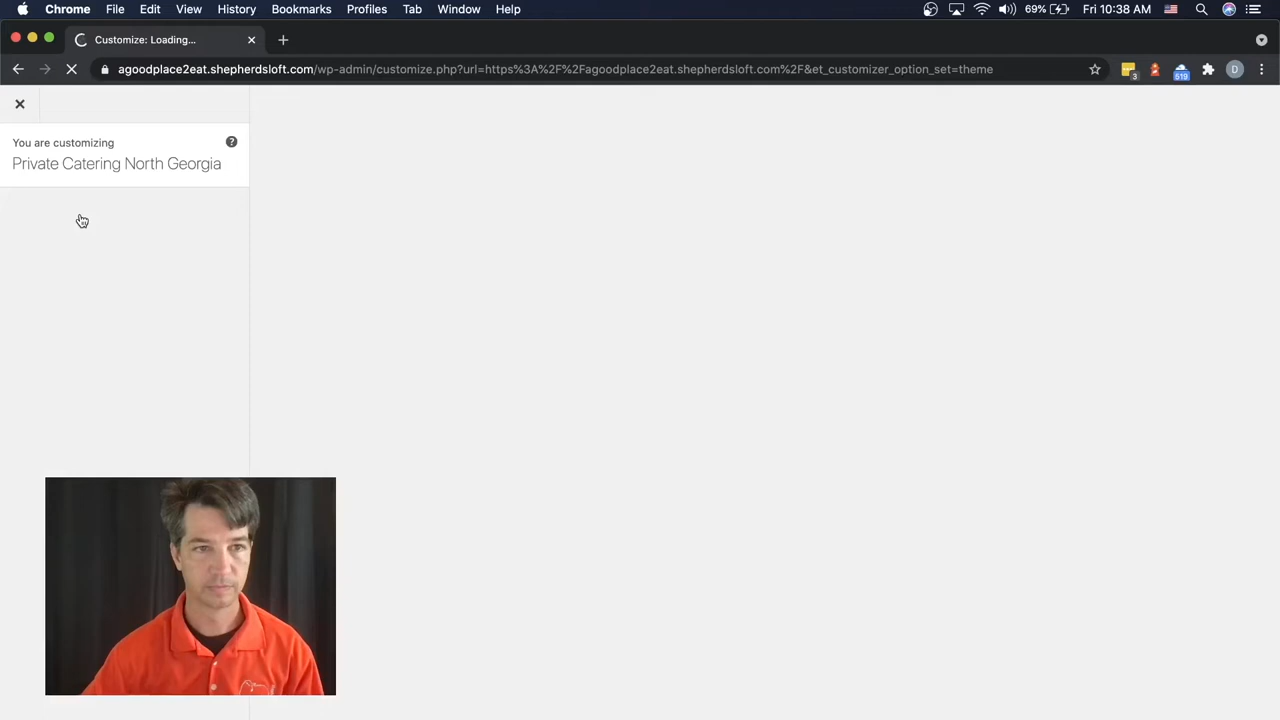 Chrome File Edit View History Bookmarks Profiles Tab Window Help 69% Fri 10:38 AM
Customize: Loading...
agoodplace2eat.shepherdsloft.com/wp-admin/customize.php?url=https%3A%2F%2Fagoodplace2eat.shepherdsloft.com%2F&et_customizer_option_set=theme 3 519 D
You are customizing
Private Catering North Georgia